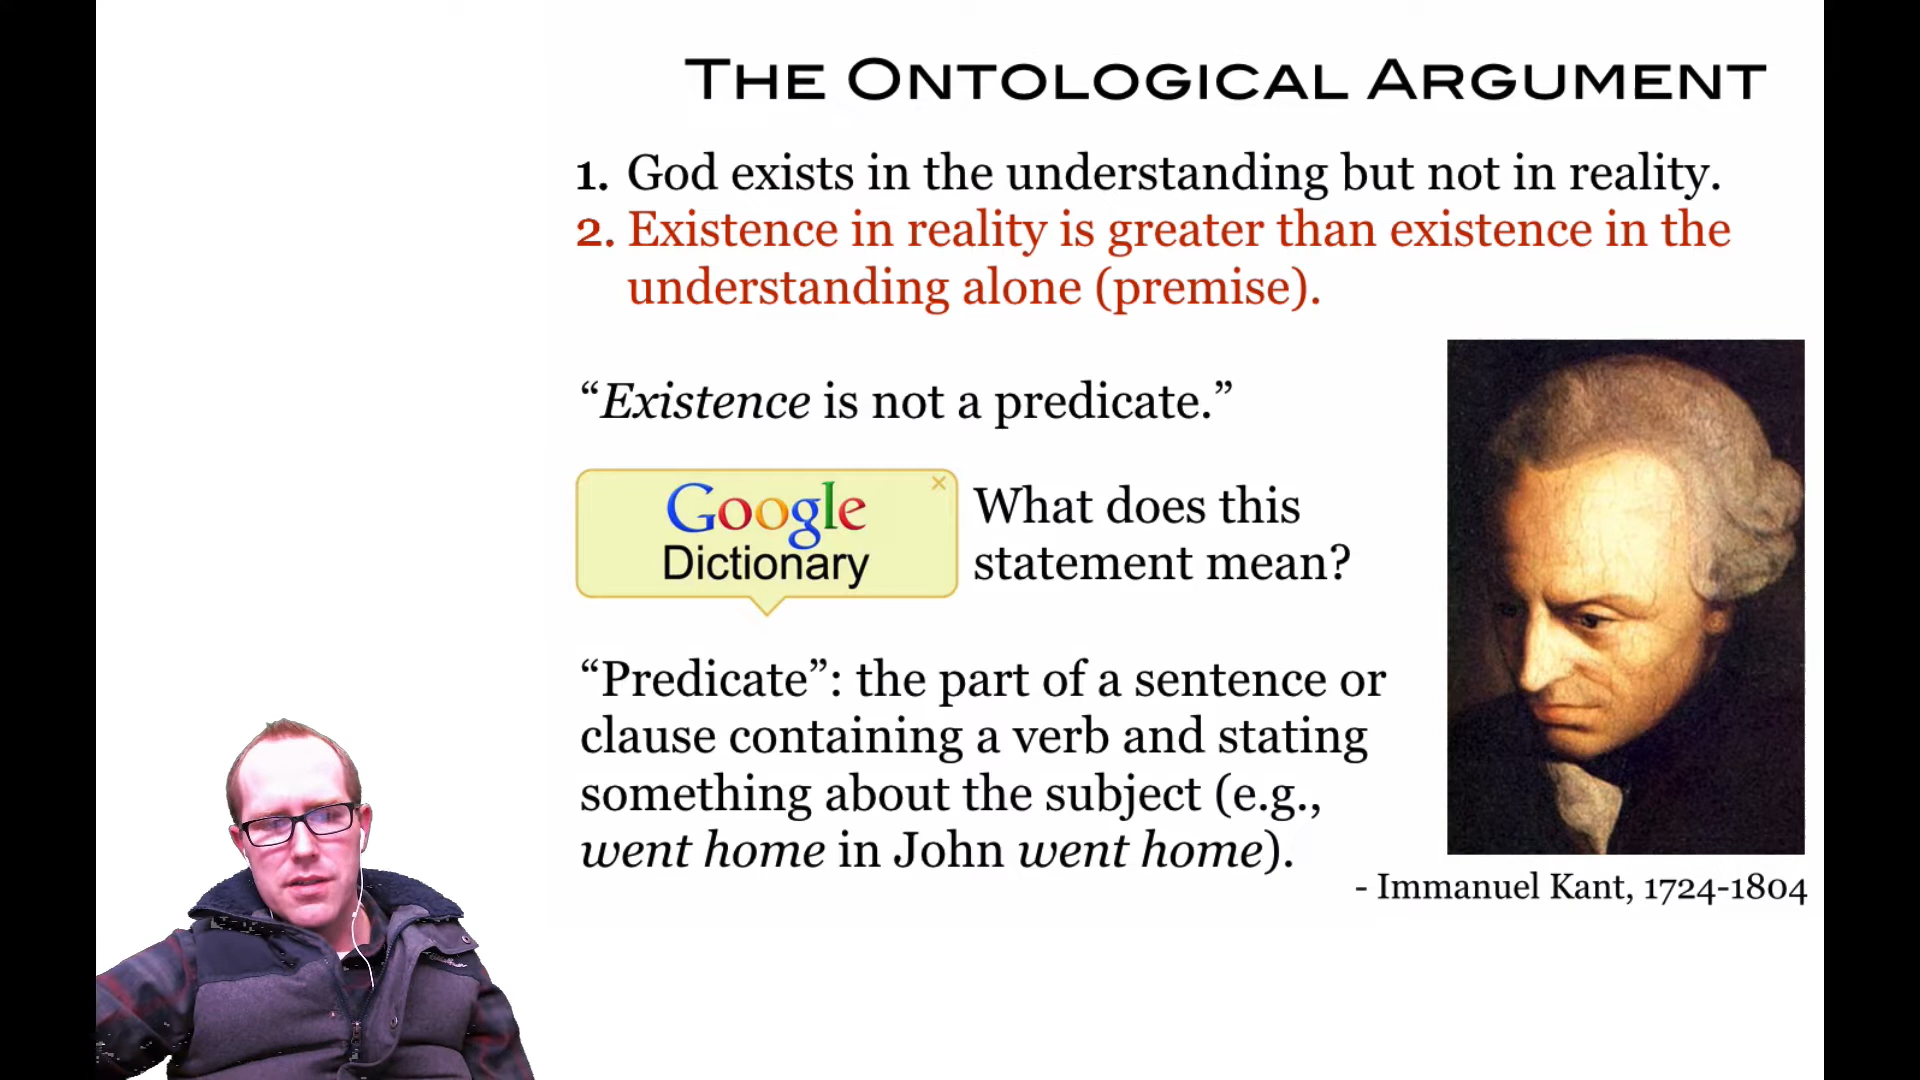 THE ONTOLOGICAL ARGUMENT
1. God exists in the understanding but not in reality.
2. Existence in reality is greater than existence in the
understanding alone (premise).
“Existence is not a predicate.”
Google
Dictionary
What does this
statement mean?
“Predicate”: the part of a sentence or
clause containing a verb and stating
something about the subject (e.g.,
went home in John went home).
- Immanuel Kant, 1724-1804